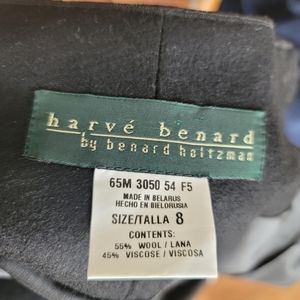 harvé benard
by benard holtzman
65M 3050 54 F5
MADE IN BELARUS
HECHO EN BIELORUSIA
SIZE/TALLA 8
CONTENTS:
55% WOOL / LANA
45% VISCOSE / VISCOSA